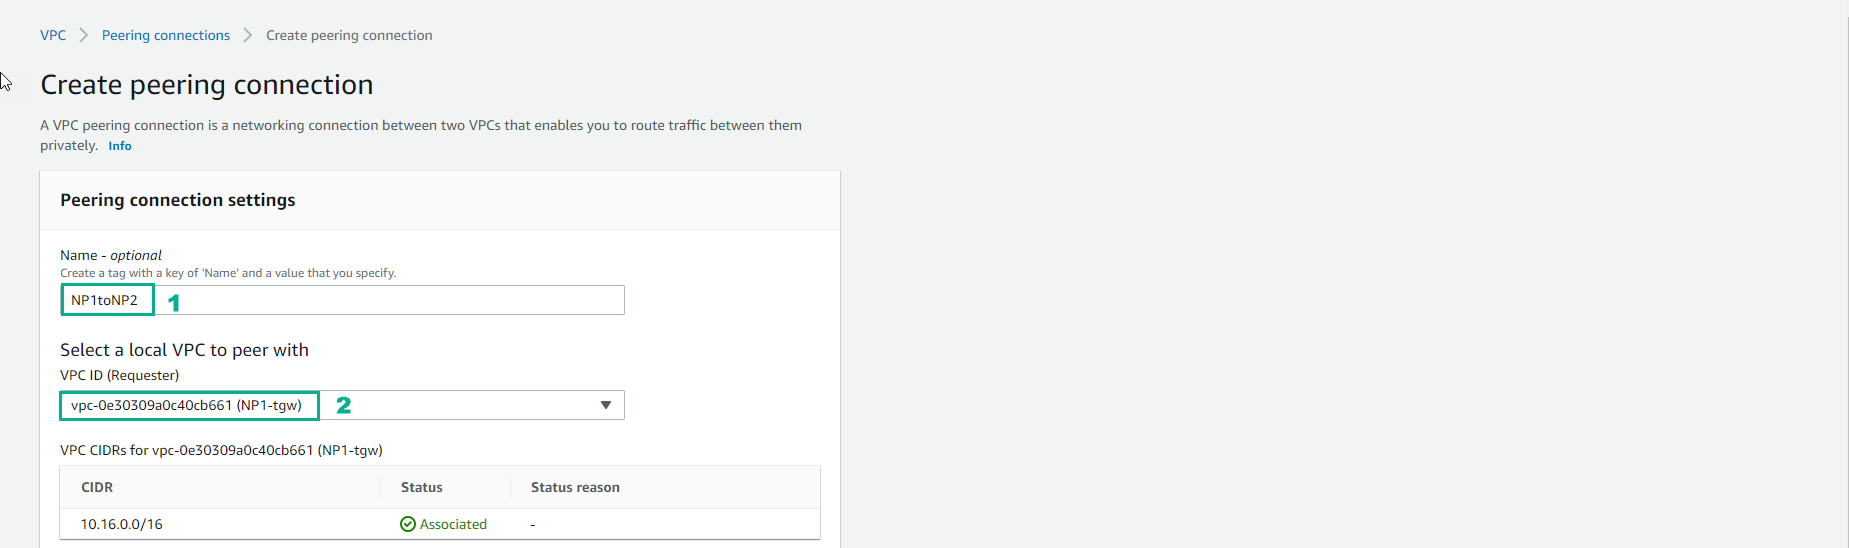 VPC > Peering connections > Create peering connection
Create peering connection
A VPC peering connection is a networking connection between two VPCs that enables you to route traffic between them
privately. Info
Peering connection settings
Name - optional
Create a tag with a key of 'Name' and a value that you specify.
NP1toNP2 1
Select a local VPC to peer with
VPC ID (Requester)
vpc-0e30309a0c40cb661 (NP1-tgw) 2
VPC CIDRs for vpc-0e30309a0c40cb661 (NP1-tgw)
CIDR Status Status reason
10.16.0.0/16 Associated -